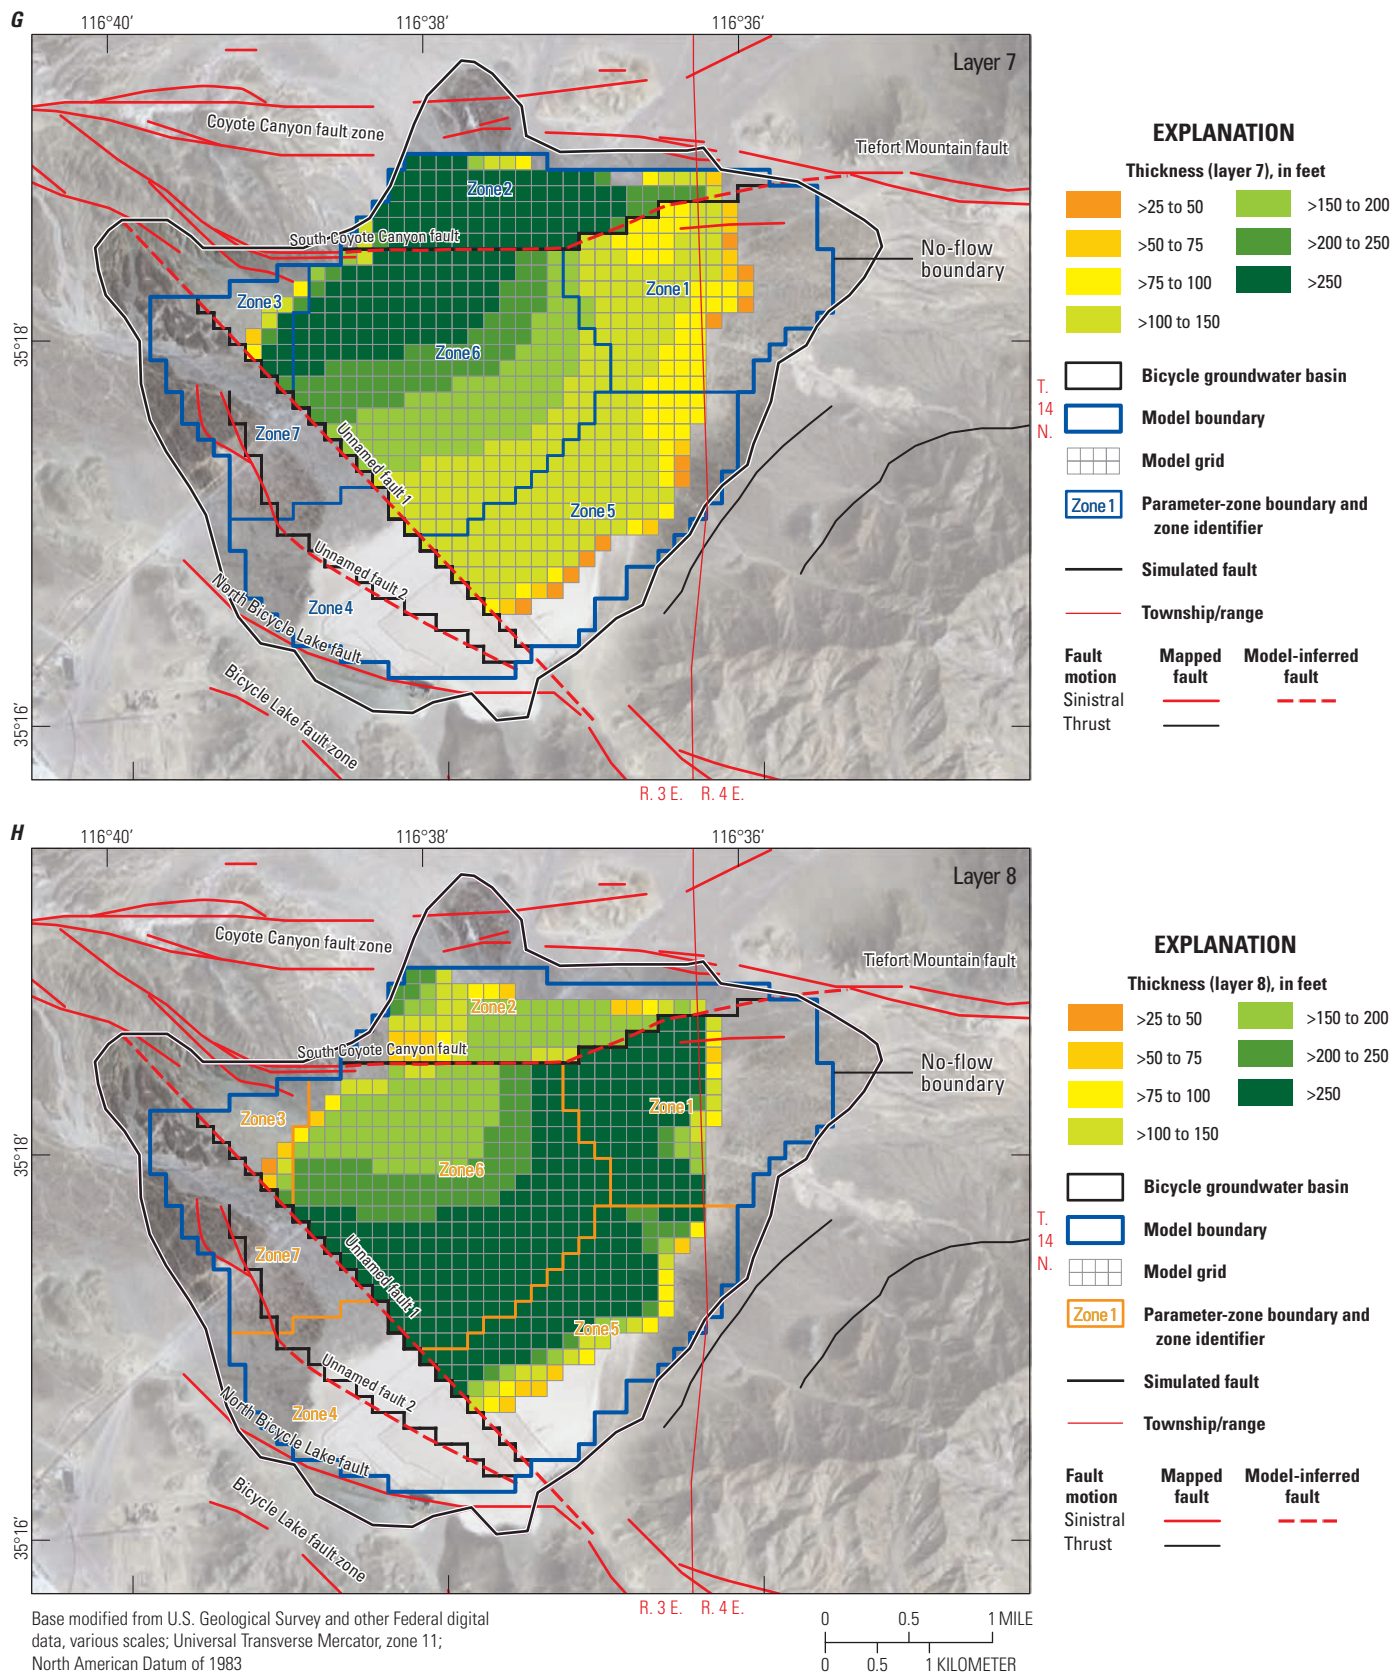 G
116°40′
116°38′
116°36′
Layer 7
Coyote Canyon fault zone
Tiefort Mountain fault
Zone 2
South Coyote Canyon fault
No-flow
boundary
Zone 1
Zone 3
35°18′
Zone 6
Zone 7
Unnamed fault 1
Zone 5
Unnamed fault 2
Zone 4
North Bicycle Lake fault
Bicycle Lake fault zone
35°16′
T.
14
N.
R. 3 E.
R. 4 E.
EXPLANATION
Thickness (layer 7), in feet
>25 to 50
>50 to 75
>75 to 100
>100 to 150
>150 to 200
>200 to 250
>250
Bicycle groundwater basin
Model boundary
Model grid
Zone 1
Parameter-zone boundary and
zone identifier
Simulated fault
Township/range
Fault
motion
Mapped
fault
Model-inferred
fault
Sinistral
Thrust
H
116°40′
116°38′
116°36′
Layer 8
Coyote Canyon fault zone
Tiefort Mountain fault
Zone 2
South Coyote Canyon fault
No-flow
boundary
Zone 1
Zone 3
35°18′
Zone 6
Zone 7
Unnamed fault 1
Zone 5
Unnamed fault 2
Zone 4
North Bicycle Lake fault
Bicycle Lake fault zone
35°16′
T.
14
N.
R. 3 E.
R. 4 E.
EXPLANATION
Thickness (layer 8), in feet
>25 to 50
>50 to 75
>75 to 100
>100 to 150
>150 to 200
>200 to 250
>250
Bicycle groundwater basin
Model boundary
Model grid
Zone 1
Parameter-zone boundary and
zone identifier
Simulated fault
Township/range
Fault
motion
Mapped
fault
Model-inferred
fault
Sinistral
Thrust
Base modified from U.S. Geological Survey and other Federal digital
data, various scales; Universal Transverse Mercator, zone 11;
North American Datum of 1983
0 0.5 1 MILE
0 0.5 1 KILOMETER